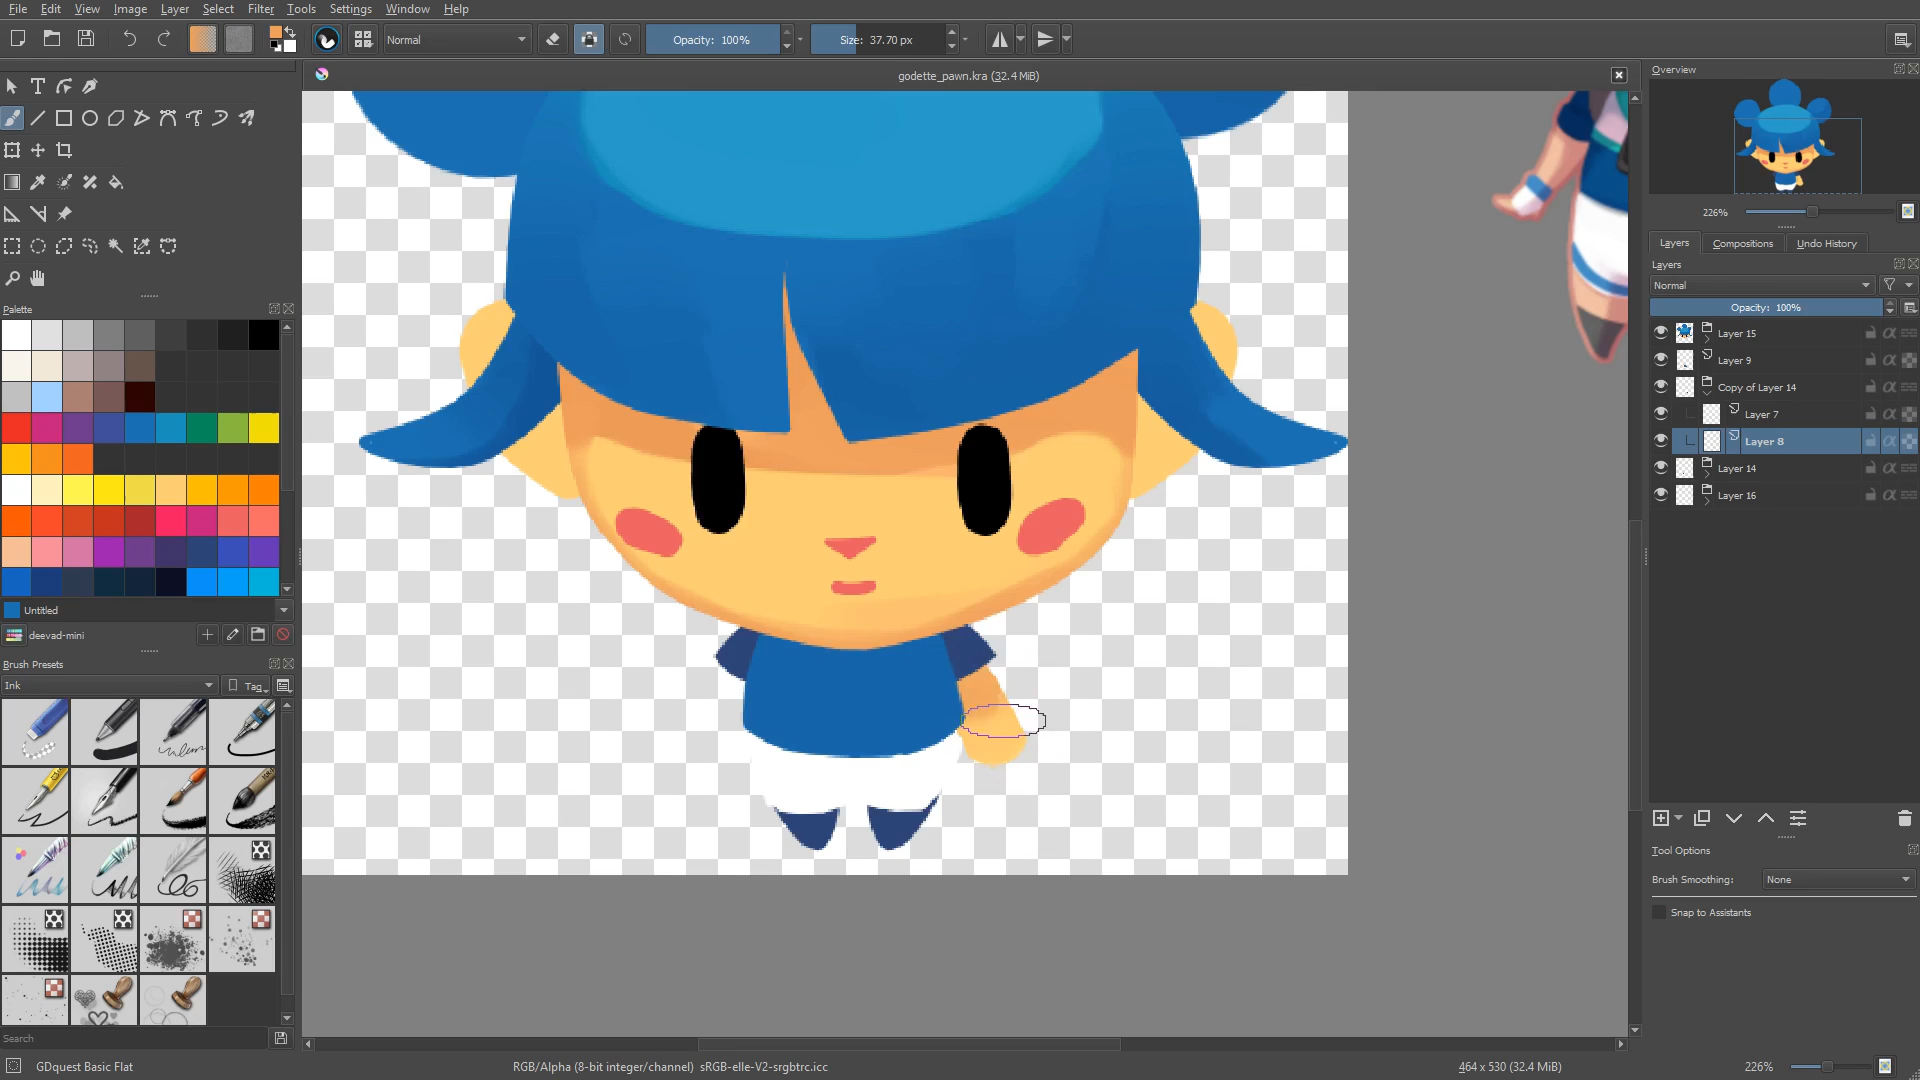 File Edit View Image Layer Select Filter Tools Settings Window Help
Normal
Opacity: 100%
Size: 37.70 px
godette_pawn.kra (32.4 MiB)
Overview
226%
Layers Compositions Undo History
Layers
Normal
Opacity: 100%
Layer 15
Layer 9
Copy of Layer 14
Layer 7
Layer 8
Layer 14
Layer 16
Tool Options
Brush Smoothing: None
Snap to Assistants
Palette
Untitled
deevad-mini
Brush Presets
Ink
Tag
Search
GDquest Basic Flat
RGB/Alpha (8-bit integer/channel) sRGB-elle-V2-srgbtrc.icc
464 x 530 (32.4 MiB)
226%